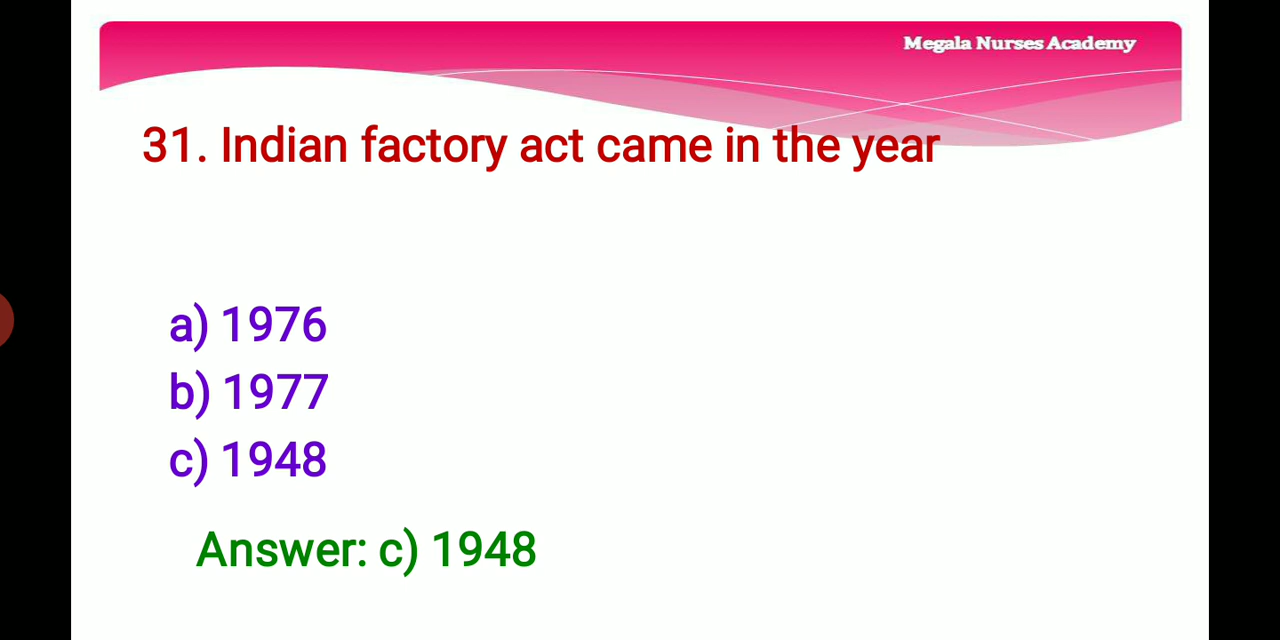 Megala Nurses Academy
31. Indian factory act came in the year
a) 1976
b) 1977
c) 1948
Answer: c) 1948